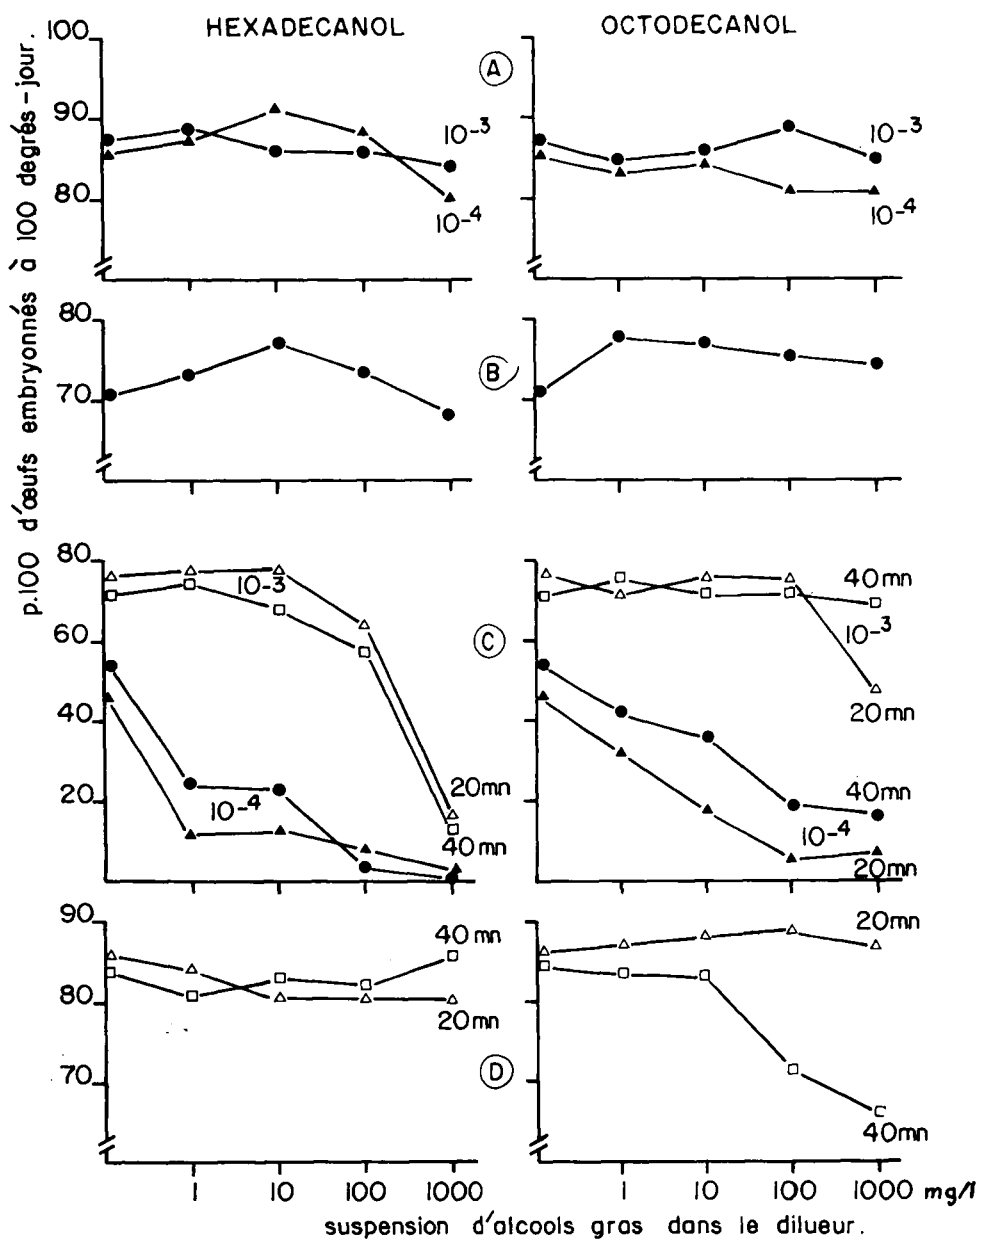 HEXADECANOL OCTODECANOL
p.100 d'œufs embryonnés à 100 degrés-jour.
100
90
80
A
10-3
10-4
10-3
10-4
80
70
B
80
60
40
20
C
10-3
10-4
20mn
40mn
40mn
10-3
20mn
40mn
10-4
20mn
90
80
70
D
40mn
20mn
20mn
40mn
1 10 100 1000 1 10 100 1000 mg/l
suspension d'alcools gras dans le dilueur.